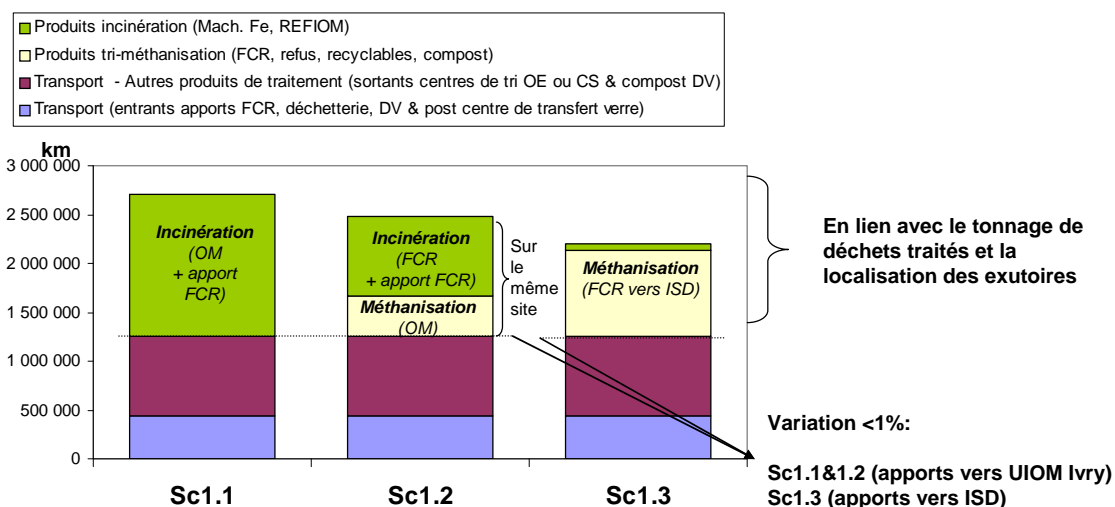 Produits incinération (Mach. Fe, REFIOM)
Produits tri-méthanisation (FCR, refus, recyclables, compost)
Transport  - Autres produits de traitement (sortants centres de tri OE ou CS & compost DV)
Transport (entrants apports FCR, déchetterie, DV & post centre de transfert verre)
km
3 000 000
2 500 000
2 000 000
1 500 000
1 000 000
500 000
0
Incinération
(OM
+ apport
FCR)
Incinération
(FCR
+ apport FCR)
Méthanisation
(OM)
Sur
le
même
site
Méthanisation
(FCR vers ISD)
En lien avec le tonnage de
déchets traités et la
localisation des exutoires
Variation <1%:
Sc1.1&1.2 (apports vers UIOM Ivry)
Sc1.3 (apports vers ISD)
Sc1.1
Sc1.2
Sc1.3